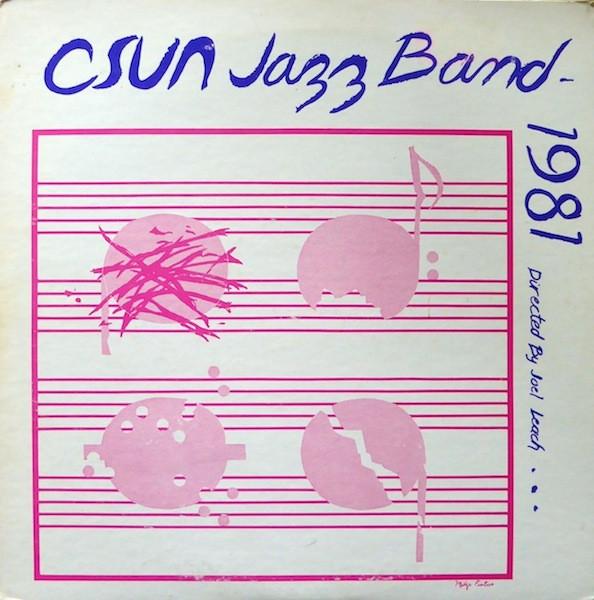 CSUN Jazz Band -
1981
Directed By Joel Leach . . .